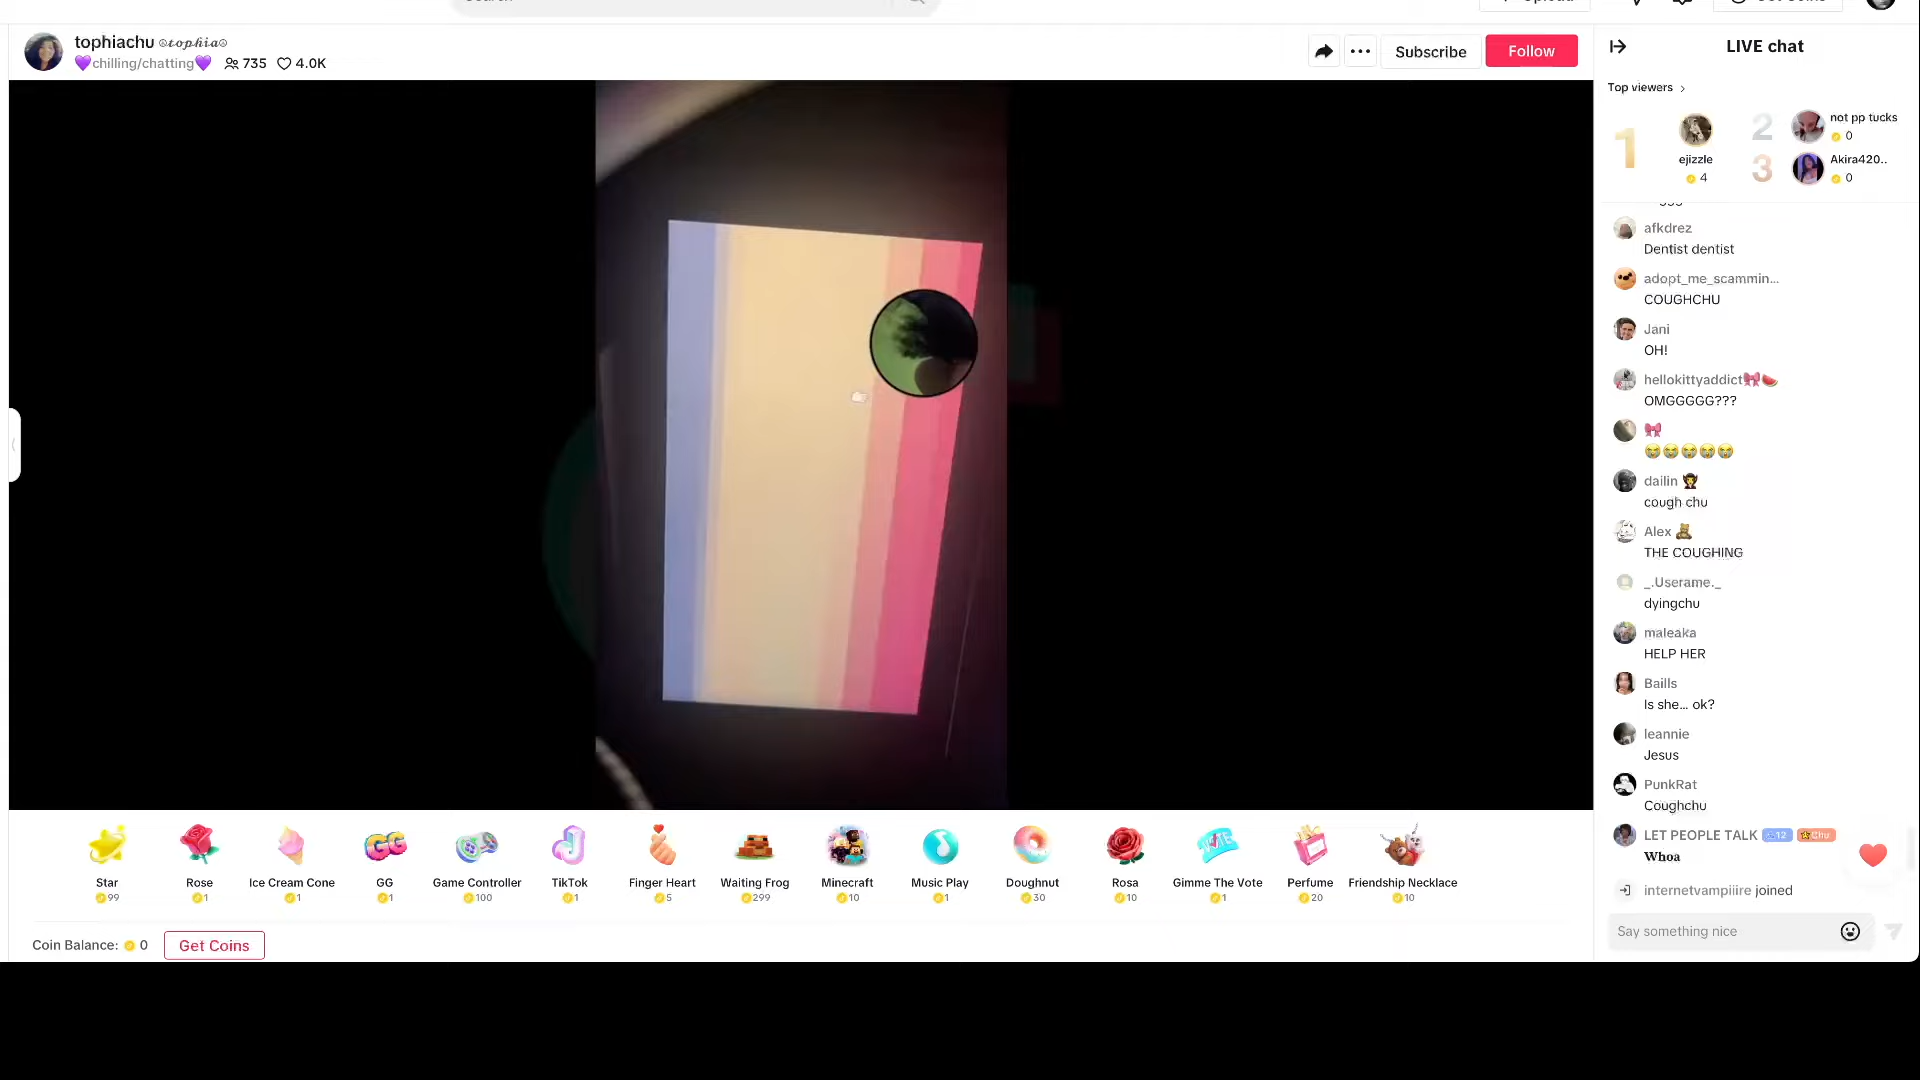 tophiachu ☮𝓽𝓸𝓹𝓱𝓲𝓪☮
💜chilling/chatting💜 735 4.0K
Subscribe
Follow
LIVE chat
Top viewers
1
ejizzle
4
2
not pp tucks
0
3
Akira420..
0
afkdrez
Dentist dentist
adopt_me_scammin...
COUGHCHU
Jani
OH!
hellokittyaddict🎀🍉
OMGGGGG???
🎀
😭😭😭😭😭
dailin 🧛
cough chu
Alex 🧸
THE COUGHING
_.Userame._
dyingchu
maleaka
HELP HER
Baills
Is she... ok?
leannie
Jesus
PunkRat
Coughchu
LET PEOPLE TALK 12 Chu
Whoa
internetvampiiire joined
Say something nice
Star
99
Rose
1
Ice Cream Cone
1
GG
GG
1
Game Controller
100
TikTok
1
Finger Heart
5
Waiting Frog
299
Minecraft
10
Music Play
1
Doughnut
30
Rosa
10
Gimme The Vote
1
Perfume
20
Friendship Necklace
10
Coin Balance: 0
Get Coins